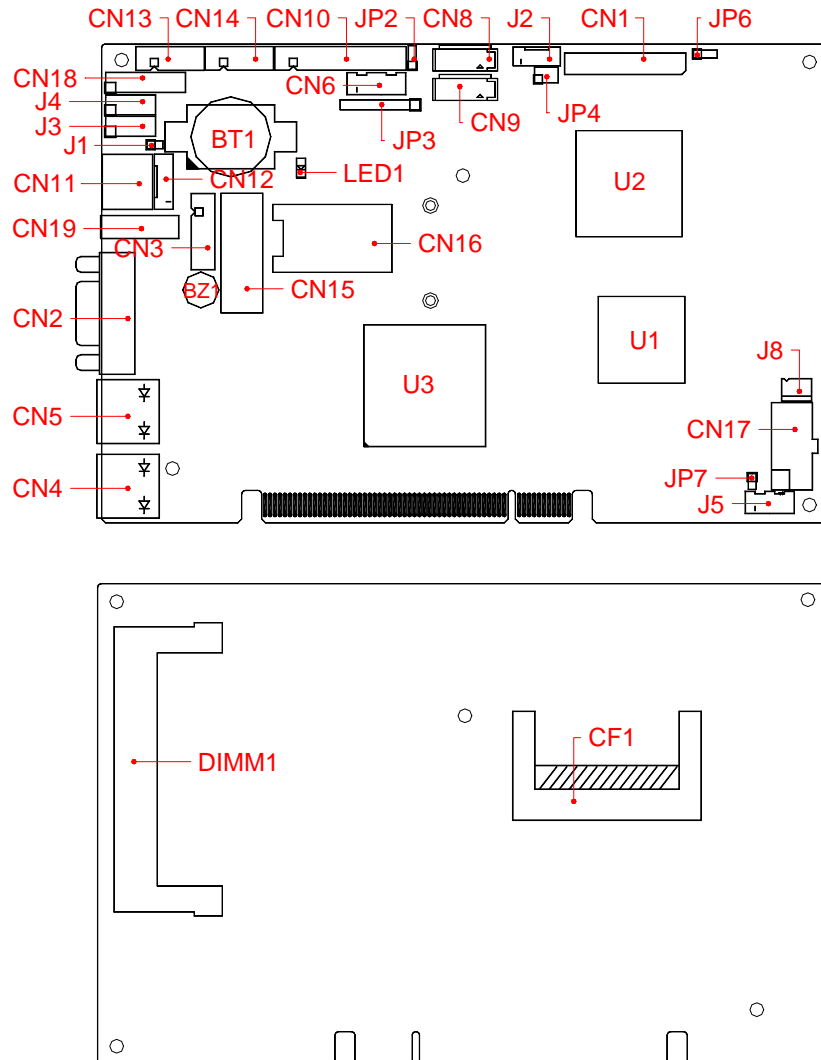 CN13 CN14 CN10 JP2 CN8 J2 CN1 JP6
CN18 CN6
J4 JP4
J3 BT1 JP3 CN9
J1
CN11 CN12 LED1 U2
CN19 CN3 CN16
BZ1 CN15
CN2
U1
J8
U3
CN5 CN17
CN4 JP7
J5
CF1
DIMM1